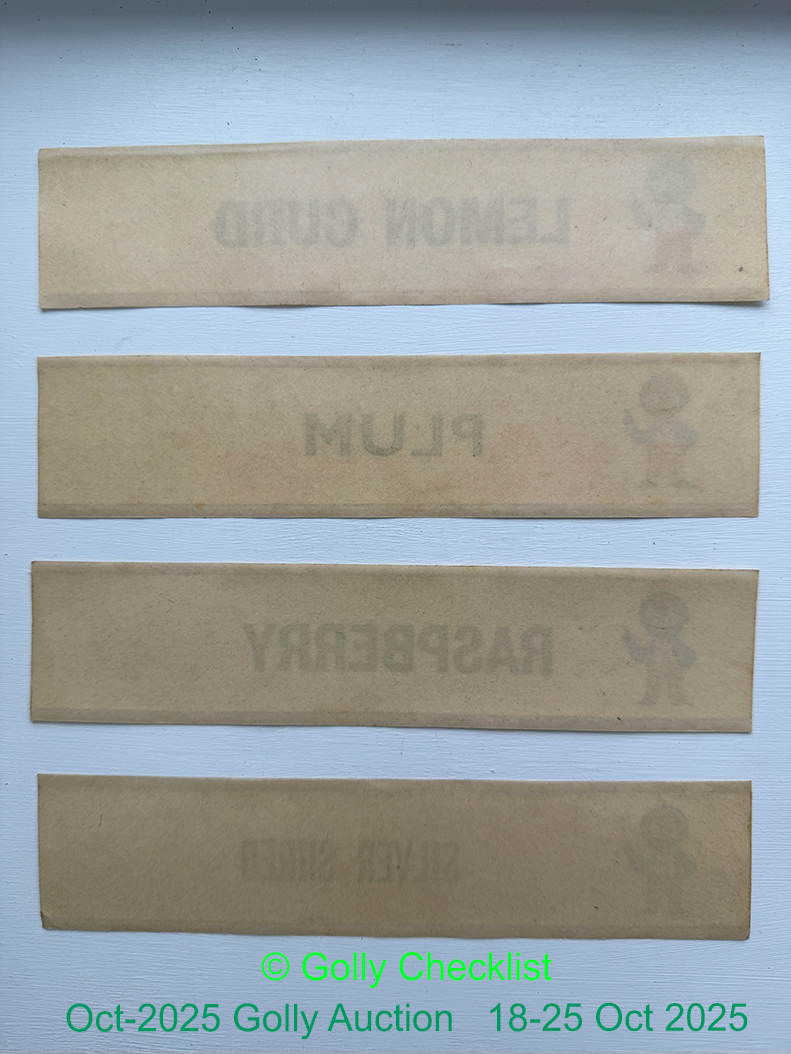 LEMON CURD
PLUM
RASPBERRY
SILVER SHRED
© Golly Checklist
Oct-2025 Golly Auction 18-25 Oct 2025